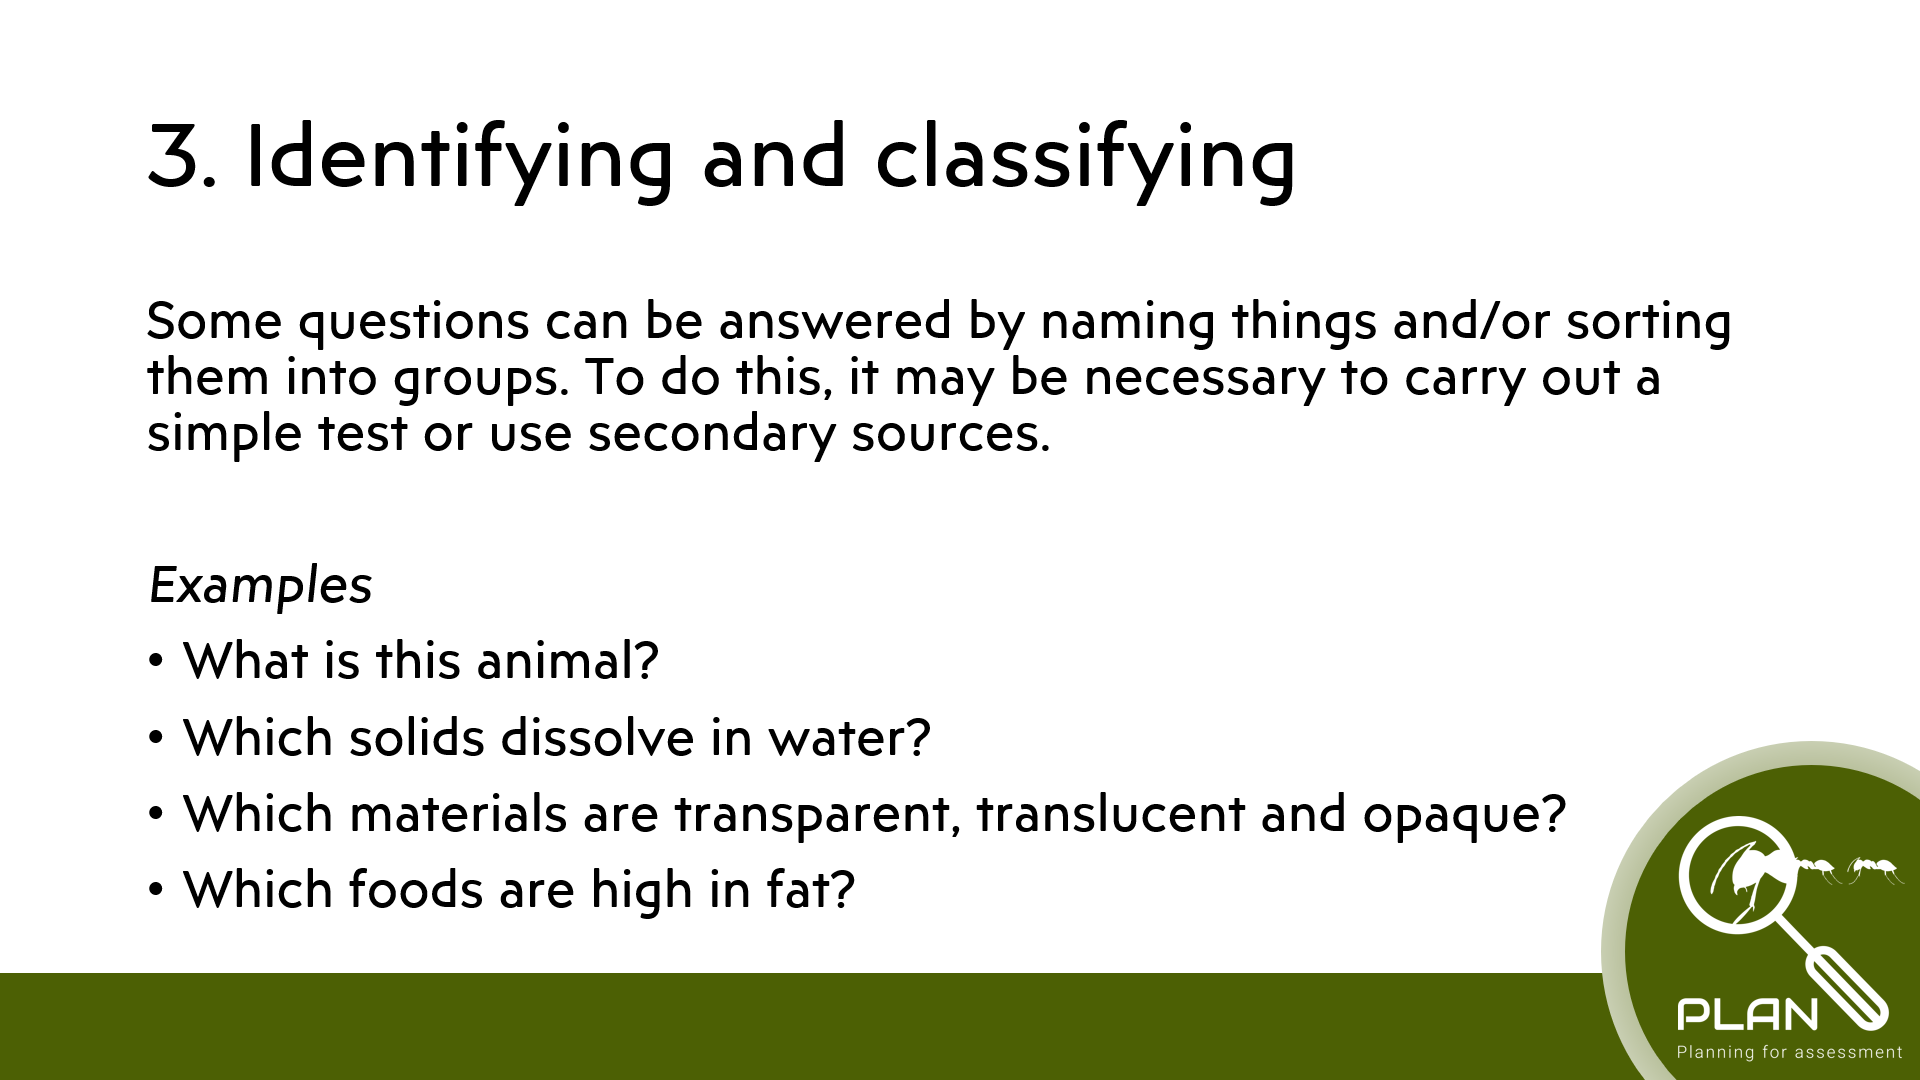 3. Identifying and classifying
Some questions can be answered by naming things and/or sorting
them into groups. To do this, it may be necessary to carry out a
simple test or use secondary sources.
Examples
• What is this animal?
• Which solids dissolve in water?
• Which materials are transparent, translucent and opaque?
• Which foods are high in fat?
PLAN
Planning for assessment